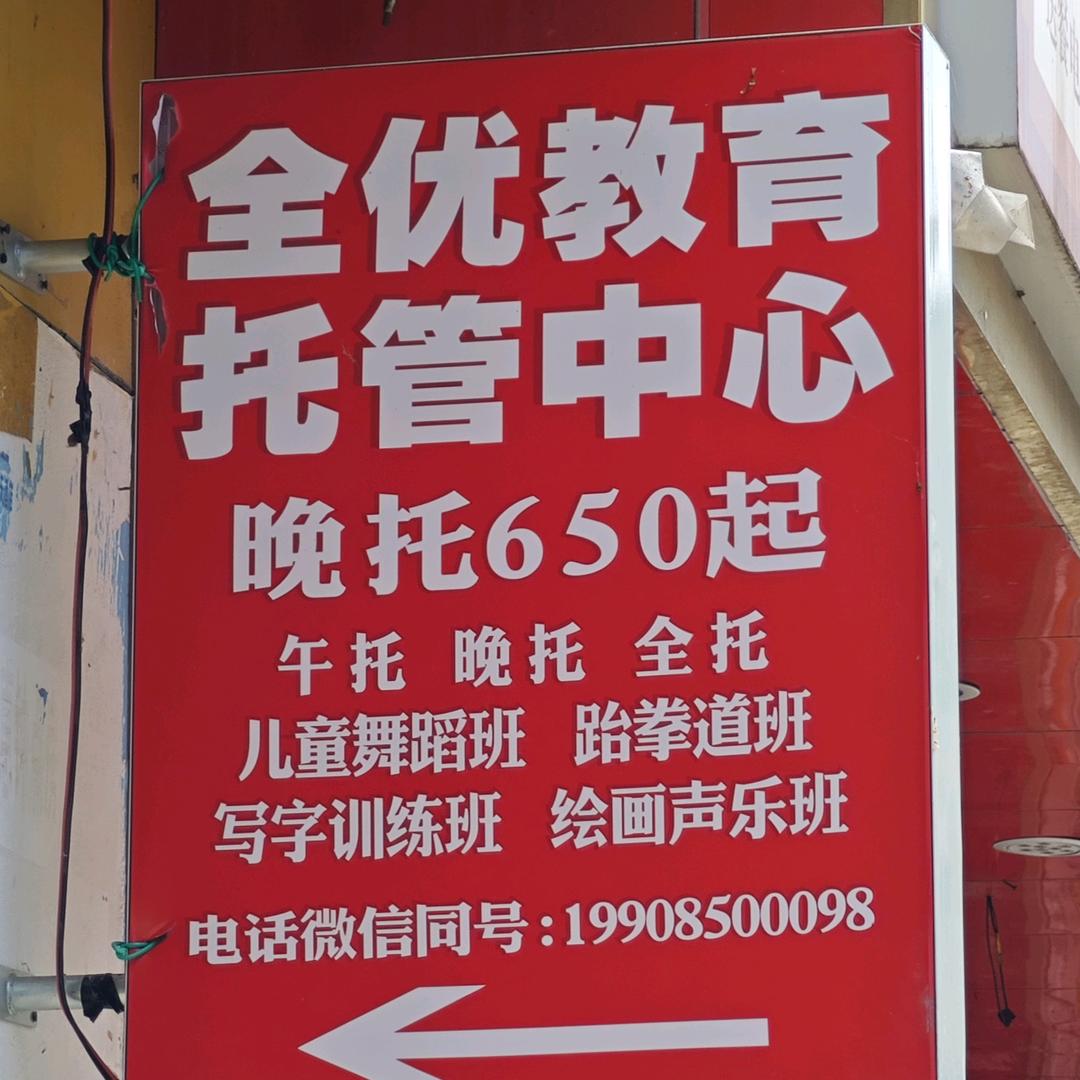 全优教育
托管中心
晚托650起
午托 晚托 全托
儿童舞蹈班 跆拳道班
写字训练班 绘画声乐班
电话微信同号:19908500098